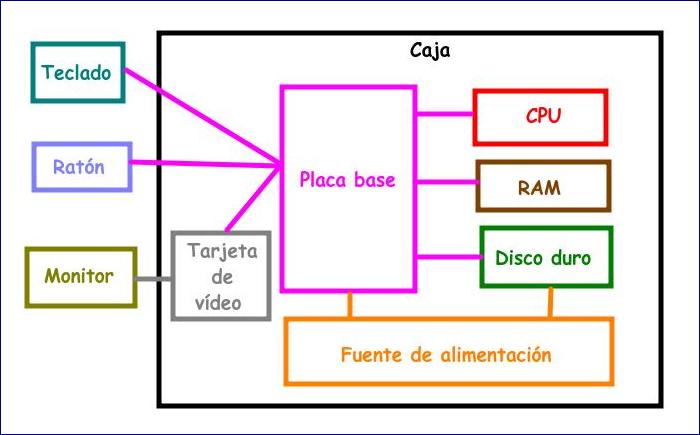 Caja
Teclado
Ratón
Monitor
Tarjeta
de
vídeo
Placa base
CPU
RAM
Disco duro
Fuente de alimentación